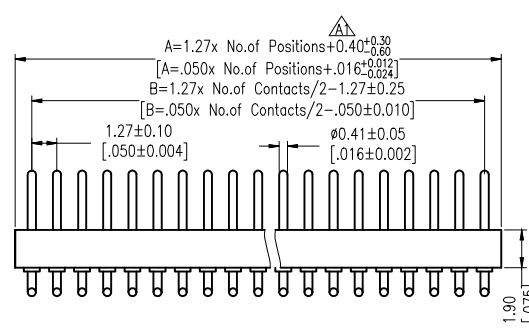 A1
A=1.27x No.of Positions+0.40+0.30-0.60
[A=.050x No.of Positions+.016+0.012-0.024]
B=1.27x No.of Contacts/2-1.27±0.25
[B=.050x No.of Contacts/2-.050±0.010]
1.27±0.10
[.050±0.004]
ø0.41±0.05
[.016±0.002]
1.90
[.075]